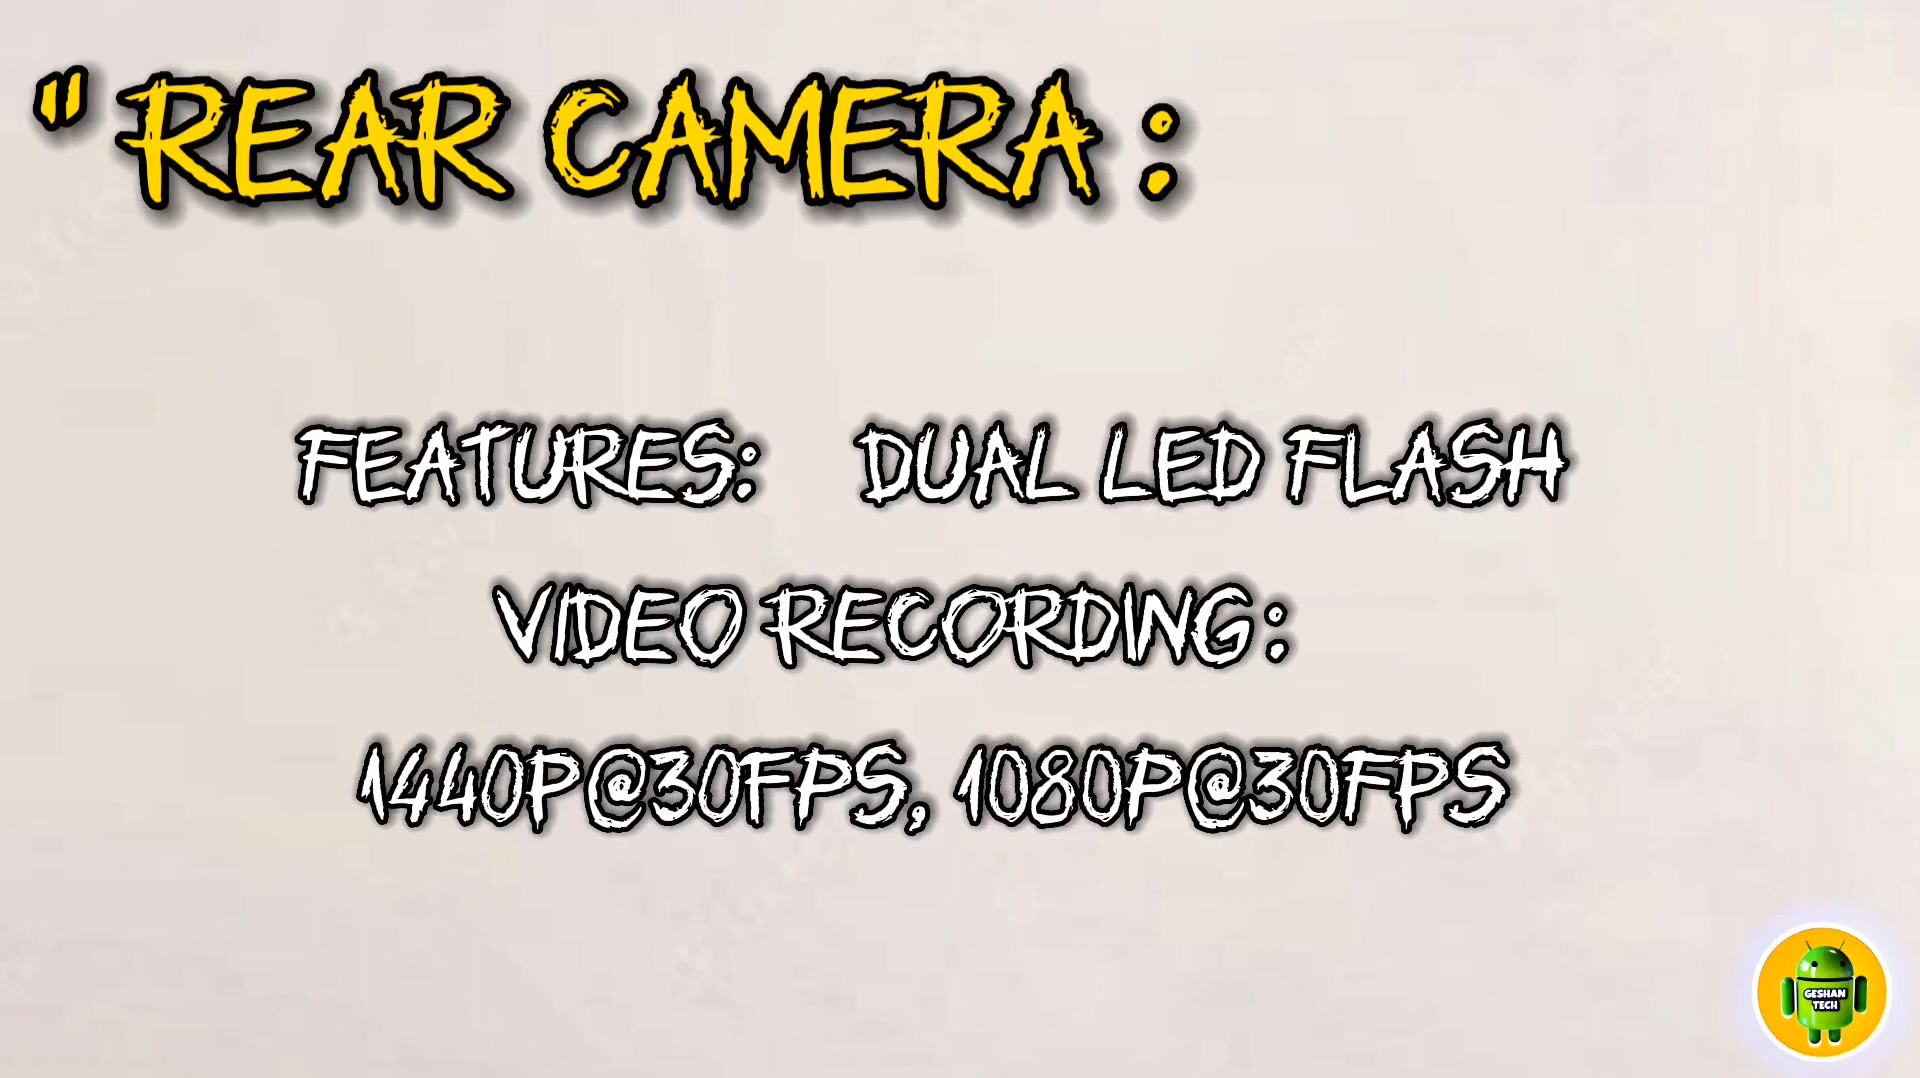 " REAR CAMERA :
FEATURES: DUAL LED FLASH
VIDEO RECORDING:
1440P@30FPS, 1080P@30FPS
GESHAN
TECH